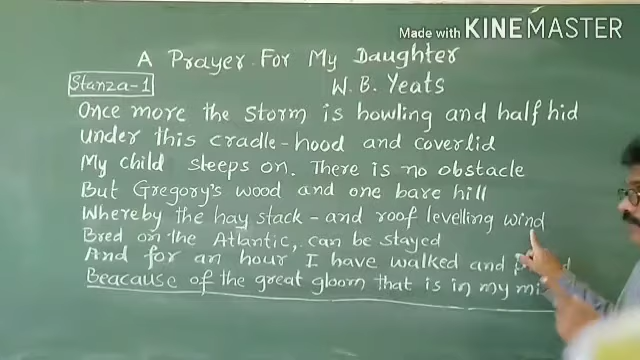 Made with KINEMASTER
A Prayer For My Daughter
Stanza-1
W. B. Yeats
Once more the storm is howling and half hid
Under this cradle-hood and coverlid
My child sleeps on. There is no obstacle
But Gregory's wood and one bare hill
Whereby the hay stack - and roof levelling wind
Bred on the Atlantic, can be stayed
And for an hour I have walked and
Beacause of the great gloom that is in my